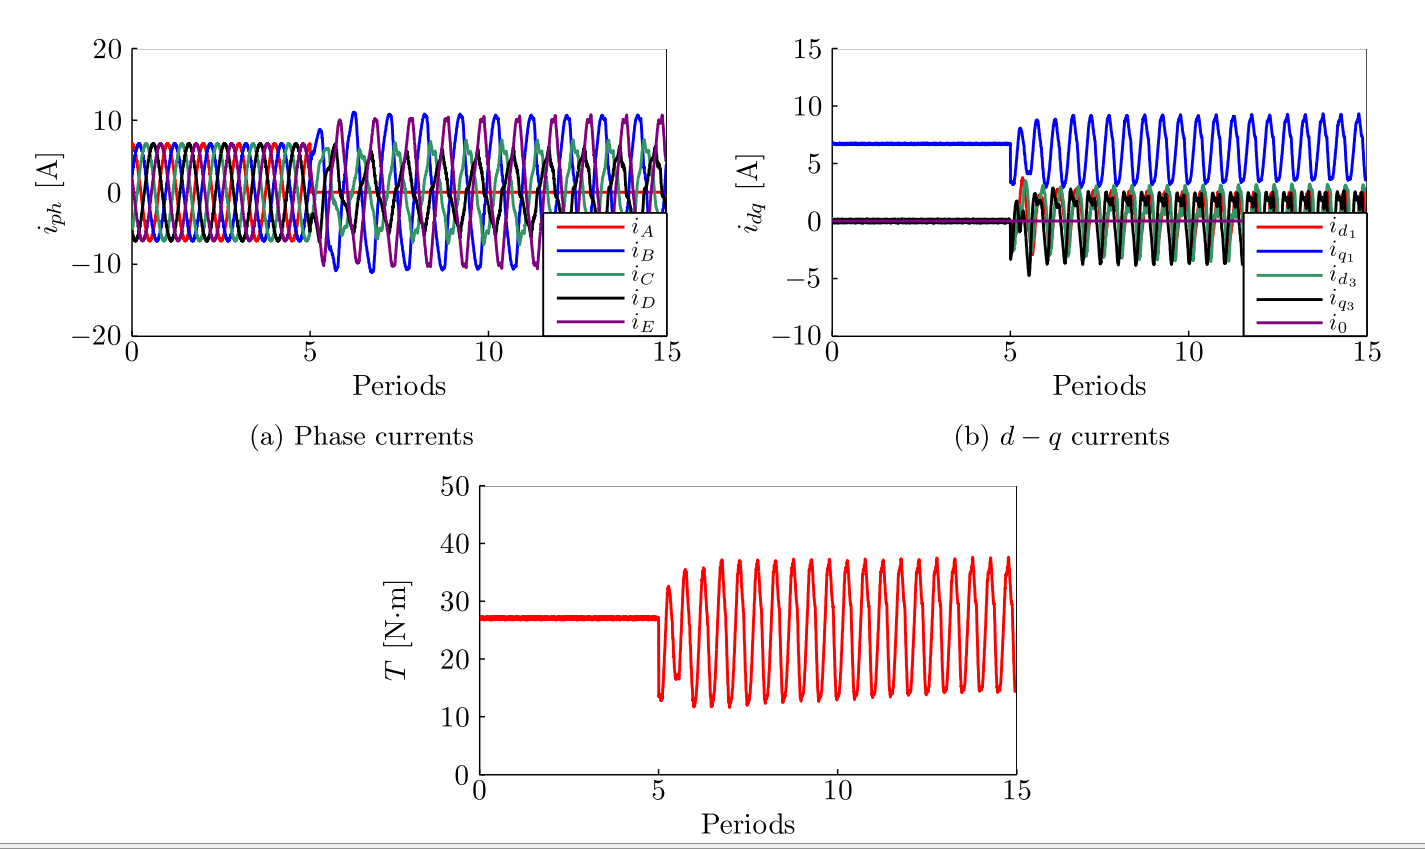 20
10
0
−10
−20
0 5 10 15
i_ph [A]
Periods
i_A
i_B
i_C
i_D
i_E
(a) Phase currents
15
10
5
0
−5
−10
0 5 10 15
i_dq [A]
Periods
i_d1
i_q1
i_d3
i_q3
i_0
(b) d − q currents
50
40
30
20
10
0
0 5 10 15
T [N·m]
Periods